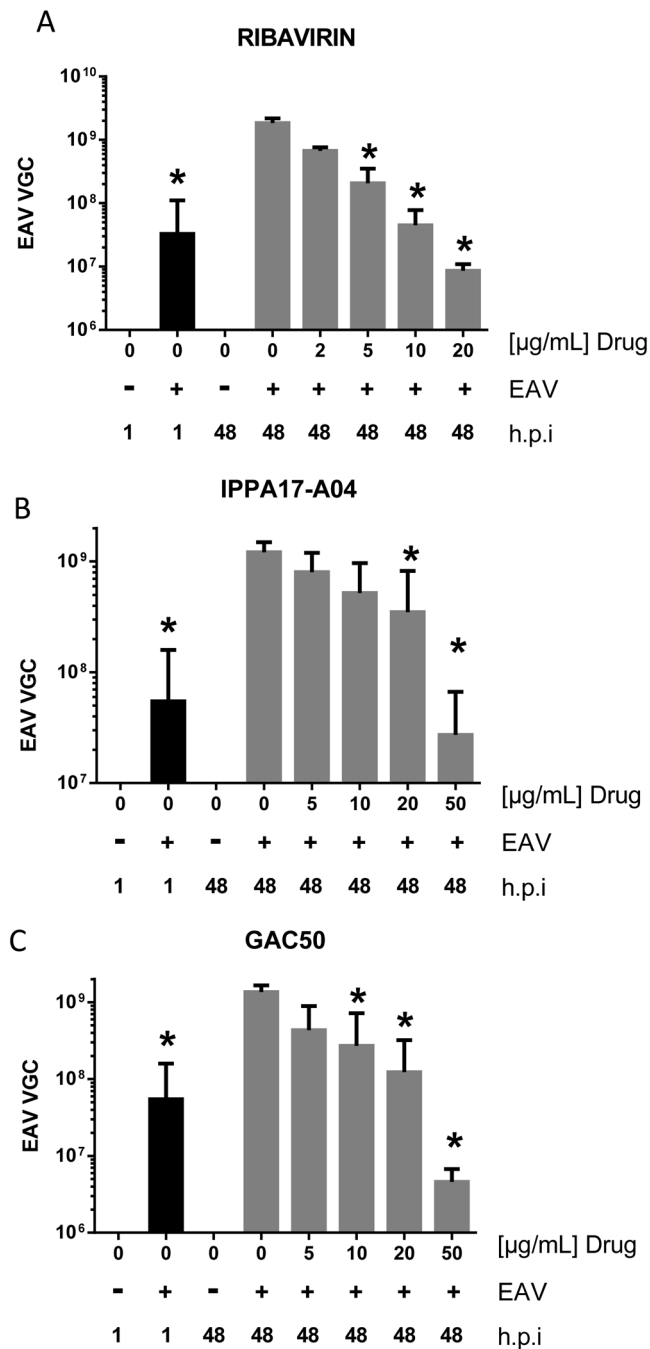 A
RIBAVIRIN
EAV VGC
10¹⁰
10⁹
10⁸
10⁷
10⁶
* * * *
0 0 0 0 2 5 10 20 [µg/mL] Drug
- + - + + + + + EAV
1 1 48 48 48 48 48 48 h.p.i
B
IPPA17-A04
EAV VGC
10⁹
10⁸
10⁷
* * *
0 0 0 0 5 10 20 50 [µg/mL] Drug
- + - + + + + + EAV
1 1 48 48 48 48 48 48 h.p.i
C
GAC50
EAV VGC
10⁹
10⁸
10⁷
10⁶
* * * *
0 0 0 0 5 10 20 50 [µg/mL] Drug
- + - + + + + + EAV
1 1 48 48 48 48 48 48 h.p.i